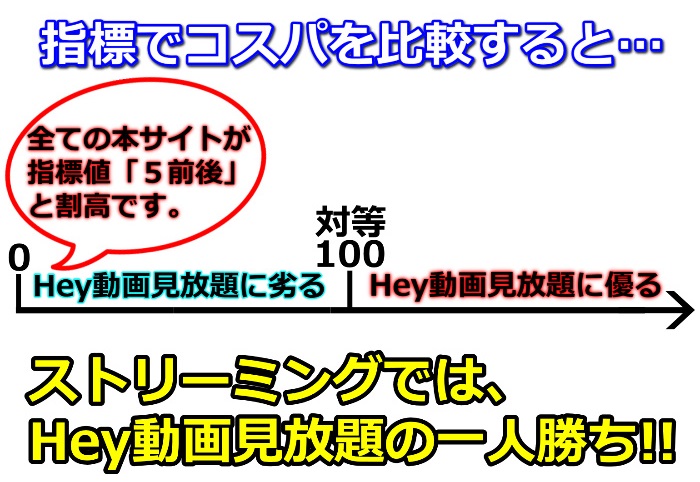 指標でコスパを比較すると…
全ての本サイトが
指標値「５前後」
と割高です。
対等
0
100
Hey動画見放題に劣る
Hey動画見放題に優る
ストリーミングでは、
Hey動画見放題の一人勝ち!!